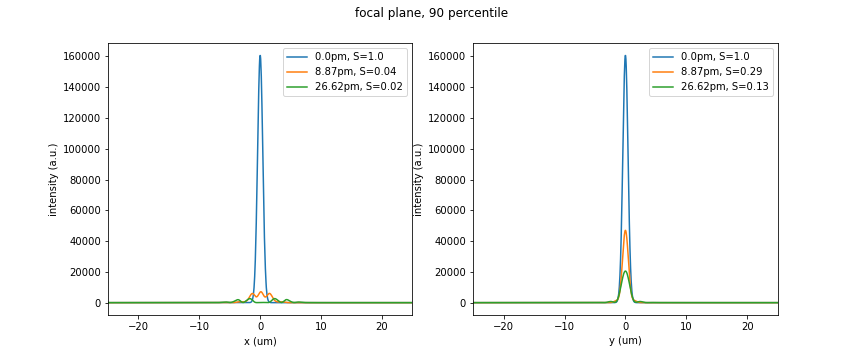 focal plane, 90 percentile
intensity (a.u.)
160000
140000
120000
100000
80000
60000
40000
20000
0
−20
−10
0
10
20
x (um)
0.0pm, S=1.0
8.87pm, S=0.04
26.62pm, S=0.02
intensity (a.u.)
160000
140000
120000
100000
80000
60000
40000
20000
0
−20
−10
0
10
20
y (um)
0.0pm, S=1.0
8.87pm, S=0.29
26.62pm, S=0.13